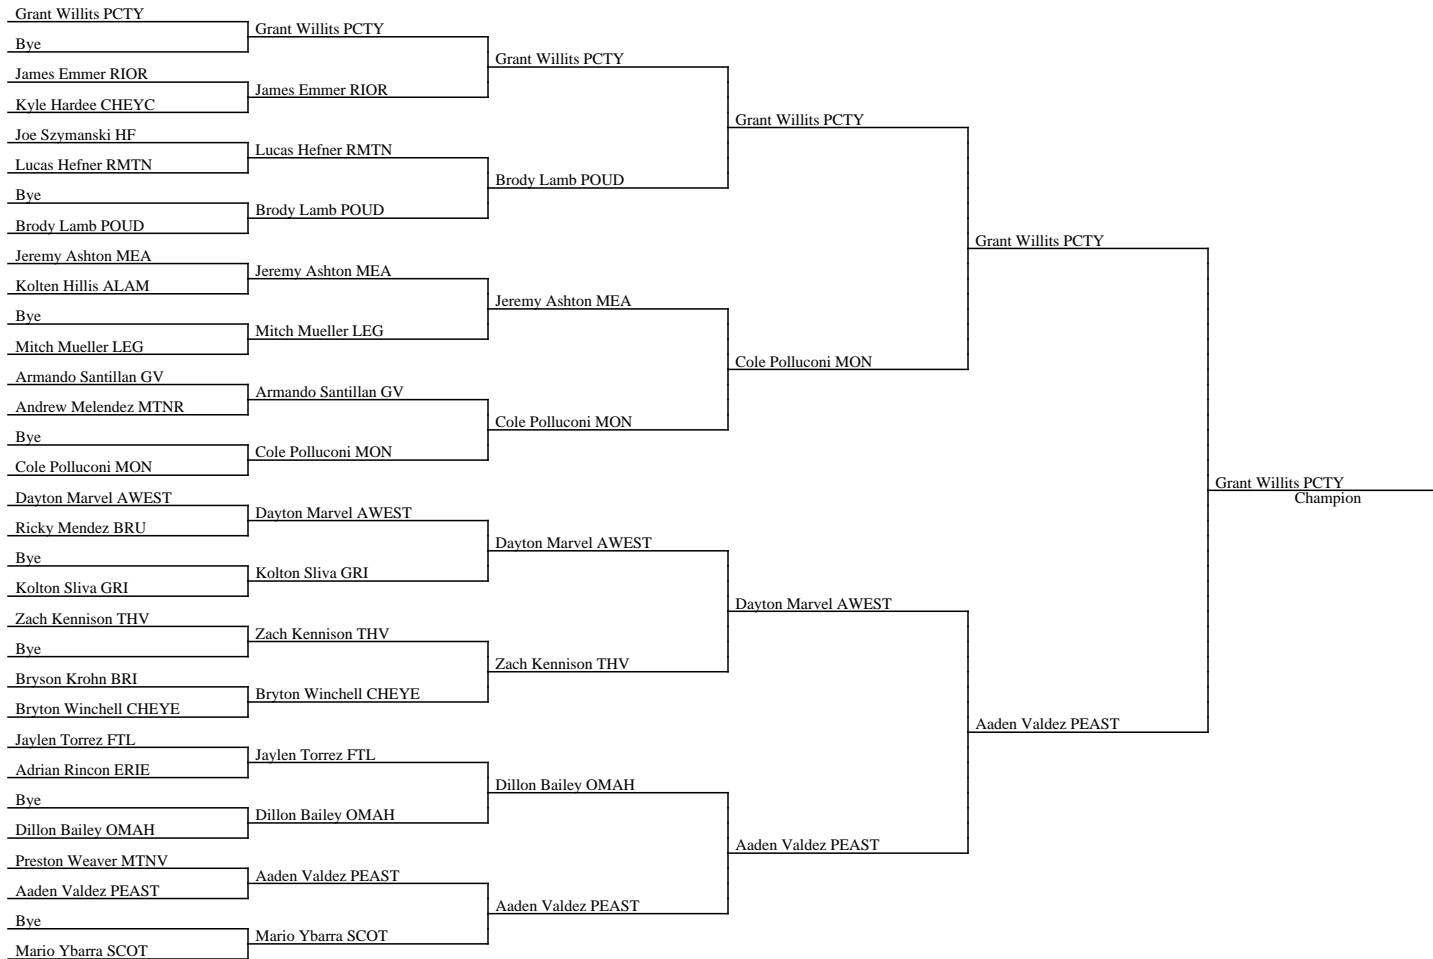 Grant Willits PCTY
Bye
James Emmer RIOR
Kyle Hardee CHEYC
Joe Szymanski HF
Lucas Hefner RMTN
Bye
Brody Lamb POUD
Jeremy Ashton MEA
Kolten Hillis ALAM
Bye
Mitch Mueller LEG
Armando Santillan GV
Andrew Melendez MTNR
Bye
Cole Polluconi MON
Dayton Marvel AWEST
Ricky Mendez BRU
Bye
Kolton Sliva GRI
Zach Kennison THV
Bye
Bryson Krohn BRI
Bryton Winchell CHEYE
Jaylen Torrez FTL
Adrian Rincon ERIE
Bye
Dillon Bailey OMAH
Preston Weaver MTNV
Aaden Valdez PEAST
Bye
Mario Ybarra SCOT
Grant Willits PCTY
James Emmer RIOR
Lucas Hefner RMTN
Brody Lamb POUD
Jeremy Ashton MEA
Mitch Mueller LEG
Armando Santillan GV
Cole Polluconi MON
Dayton Marvel AWEST
Kolton Sliva GRI
Zach Kennison THV
Bryton Winchell CHEYE
Jaylen Torrez FTL
Dillon Bailey OMAH
Aaden Valdez PEAST
Mario Ybarra SCOT
Grant Willits PCTY
Brody Lamb POUD
Jeremy Ashton MEA
Cole Polluconi MON
Dayton Marvel AWEST
Zach Kennison THV
Dillon Bailey OMAH
Aaden Valdez PEAST
Grant Willits PCTY
Cole Polluconi MON
Dayton Marvel AWEST
Aaden Valdez PEAST
Grant Willits PCTY
Aaden Valdez PEAST
Grant Willits PCTY
Champion